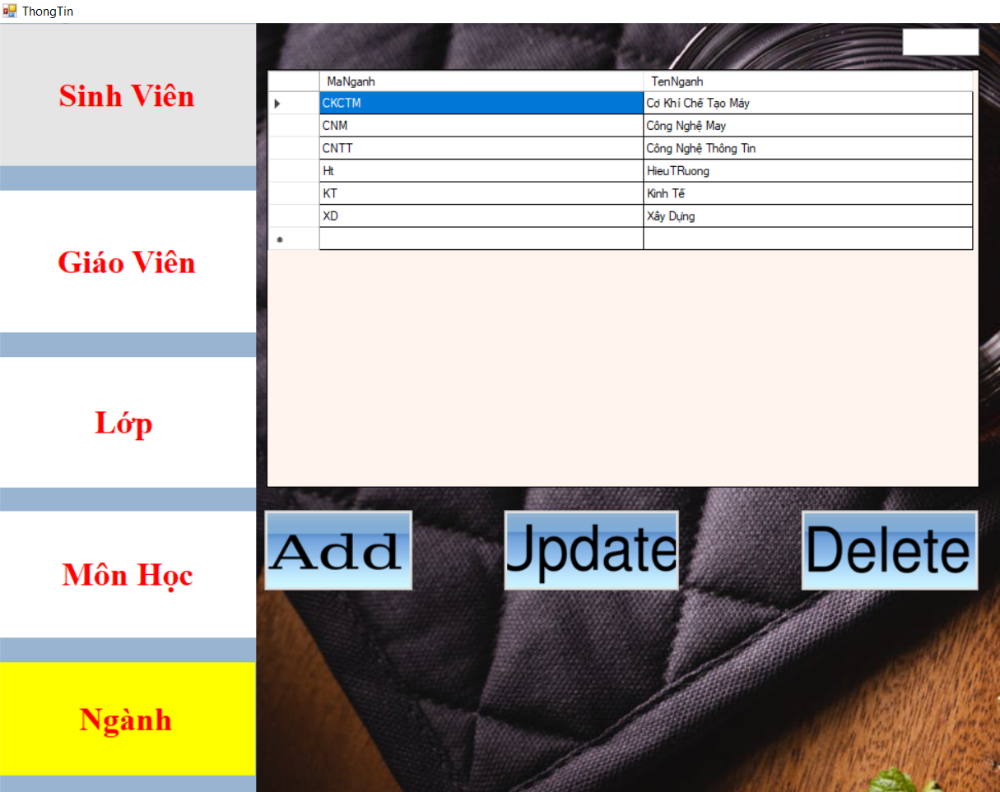 ThongTin
Sinh Viên
Giáo Viên
Lớp
Môn Học
Ngành
MaNganh TenNganh
CKCTM Cơ Khí Chế Tạo Máy
CNM Công Nghệ May
CNTT Công Nghệ Thông Tin
Ht HieuTRuong
KT Kinh Tế
XD Xây Dựng
Add Update Delete